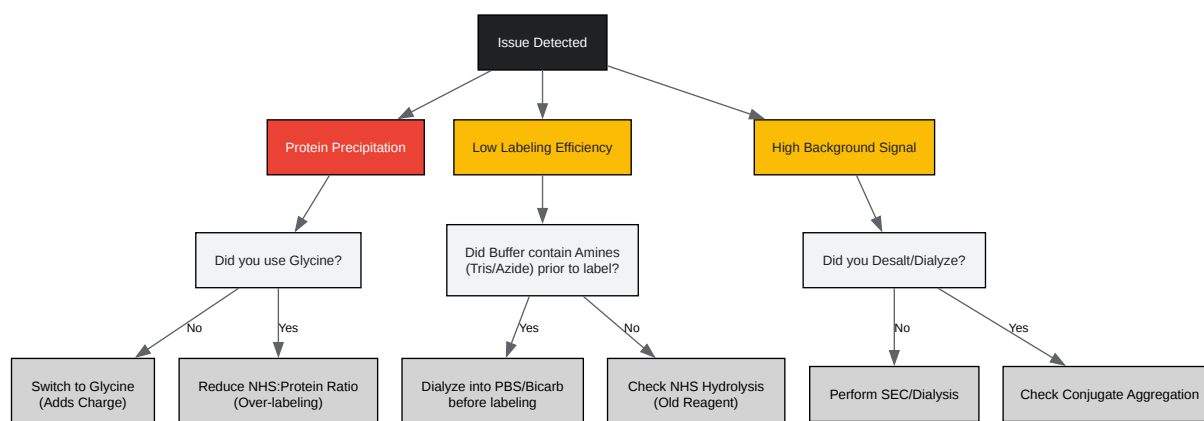 Issue Detected
Protein Precipitation
Low Labeling Efficiency
High Background Signal
Did you use Glycine?
Did Buffer contain Amines
(Tris/Azide) prior to label?
Did you Desalt/Dialyze?
No
Yes
Yes
No
No
Yes
Switch to Glycine
(Adds Charge)
Reduce NHS:Protein Ratio
(Over-labeling)
Dialyze into PBS/Bicarb
before labeling
Check NHS Hydrolysis
(Old Reagent)
Perform SEC/Dialysis
Check Conjugate Aggregation